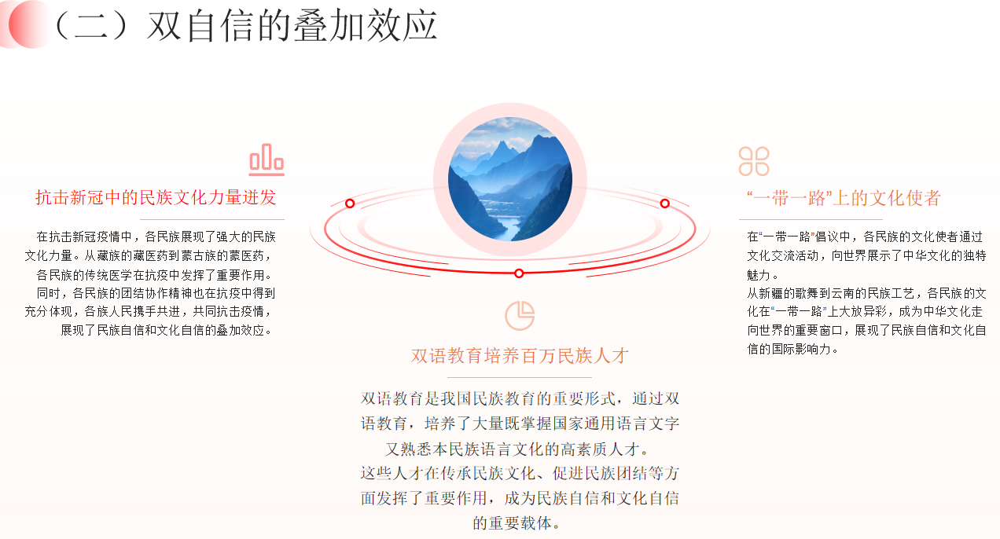 （二）双自信的叠加效应
抗击新冠中的民族文化力量迸发
在抗击新冠疫情中，各民族展现了强大的民族
文化力量。从藏族的藏医药到蒙古族的蒙医药，
各民族的传统医学在抗疫中发挥了重要作用。
同时，各民族的团结协作精神也在抗疫中得到
充分体现，各族人民携手共进，共同抗击疫情，
展现了民族自信和文化自信的叠加效应。
双语教育培养百万民族人才
双语教育是我国民族教育的重要形式，通过双
语教育，培养了大量既掌握国家通用语言文字
又熟悉本民族语言文化的高素质人才。
这些人才在传承民族文化、促进民族团结等方
面发挥了重要作用，成为民族自信和文化自信
的重要载体。
“一带一路”上的文化使者
在“一带一路”倡议中，各民族的文化使者通过
文化交流活动，向世界展示了中华文化的独特
魅力。
从新疆的歌舞到云南的民族工艺，各民族的文
化在“一带一路”上大放异彩，成为中华文化走
向世界的重要窗口，展现了民族自信和文化自
信的国际影响力。